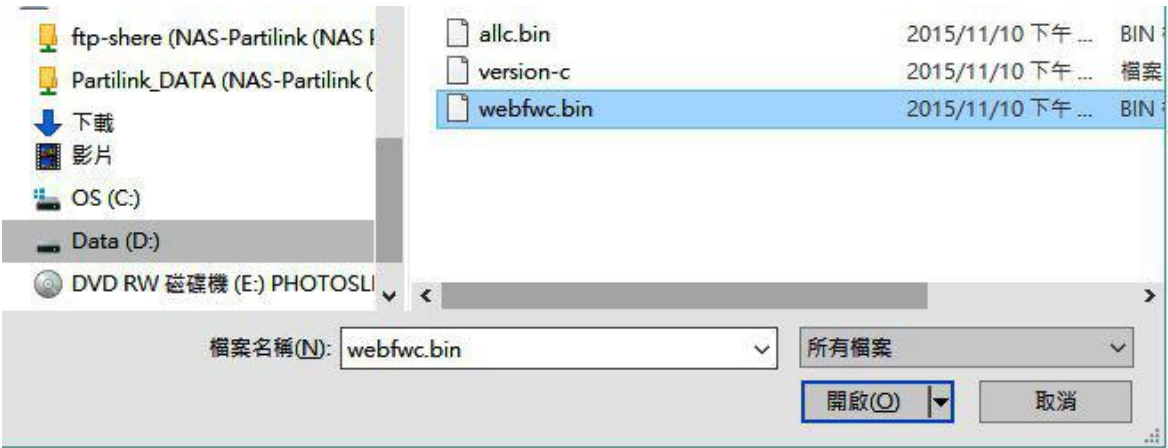 ftp-shere (NAS-Partilink (NAS
Partilink_DATA (NAS-Partilink (
下載
影片
OS (C:)
Data (D:)
DVD RW 磁碟機 (E:) PHOTOSL
allc.bin 2015/11/10 下午 ... BIN
version-c 2015/11/10 下午 ... 檔案
webfwc.bin 2015/11/10 下午 ... BIN
檔案名稱(N): webfwc.bin 所有檔案
開啟(O) 取消